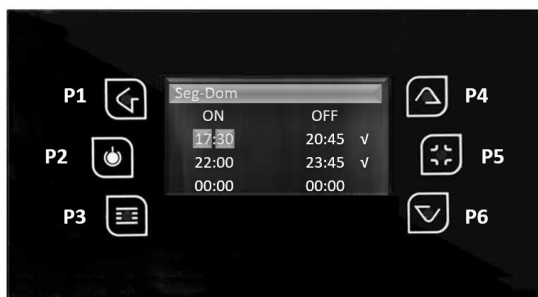 Seg-Dom
ON OFF
17:30 20:45 √
22:00 23:45 √
00:00 00:00
P1
P2
P3
P4
P5
P6